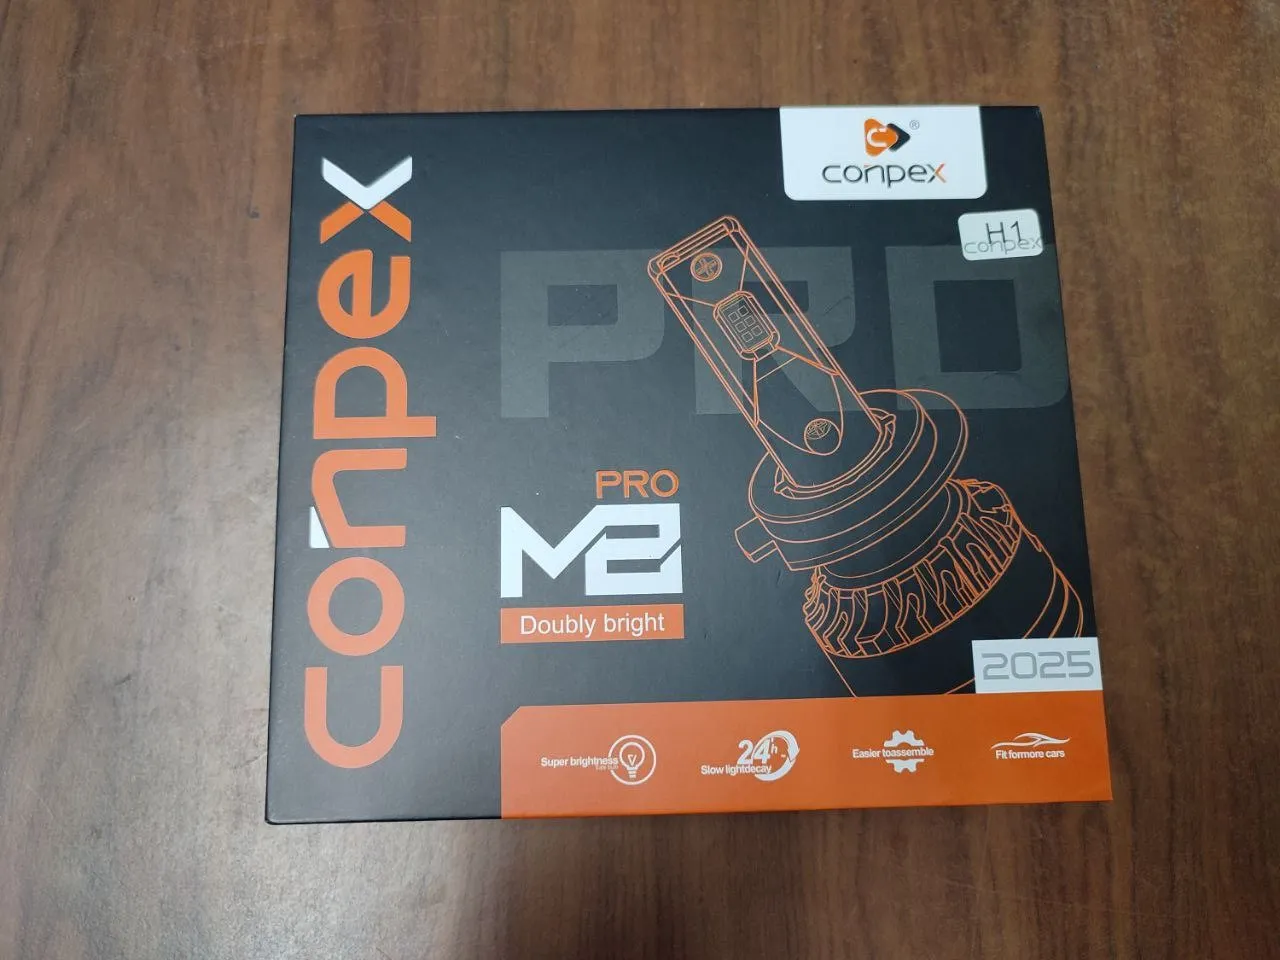 conpex
conpex
®
H1
conpex
PRO
PRO
M2
Doubly bright
2025
Super brightness
24h
Slow lightdecay
Easier toassemble
Fit formore cars